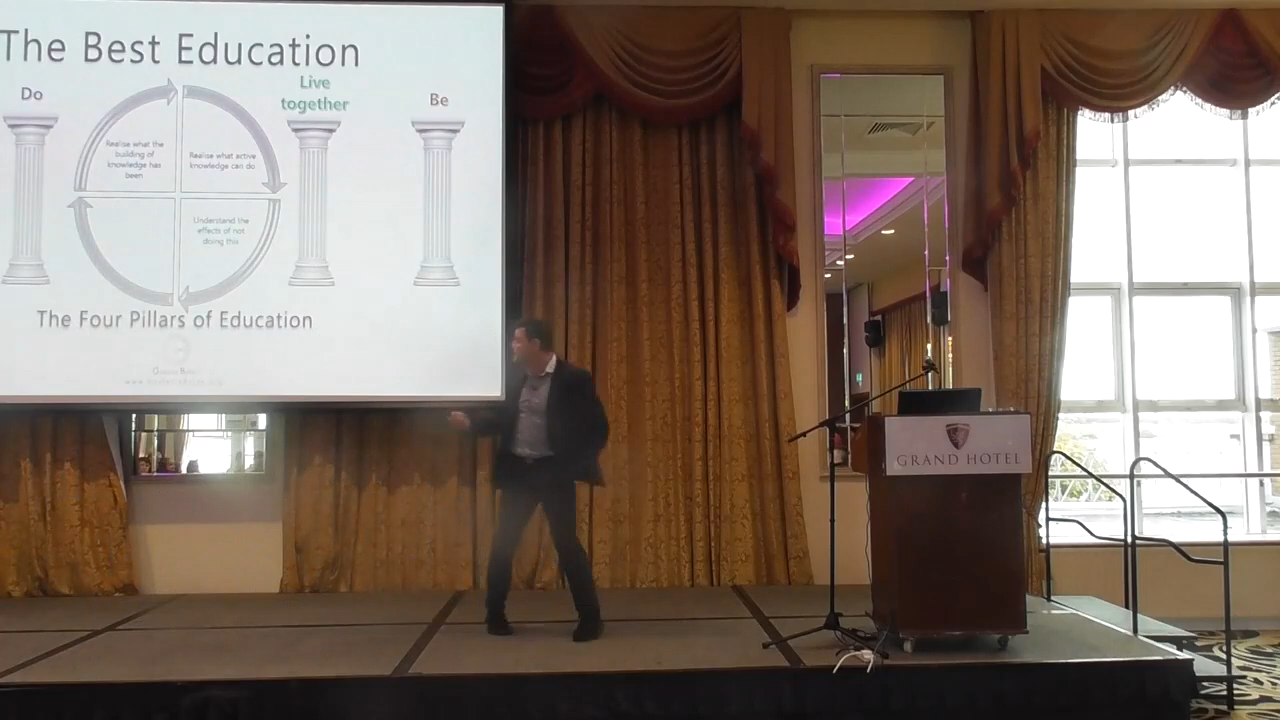 The Best Education
Do
Live
together
Be
Realise what the
building of
knowledge has
been
Realise what active
knowledge can do
Understand the
effects of not
doing this
The Four Pillars of Education
GRAND HOTEL